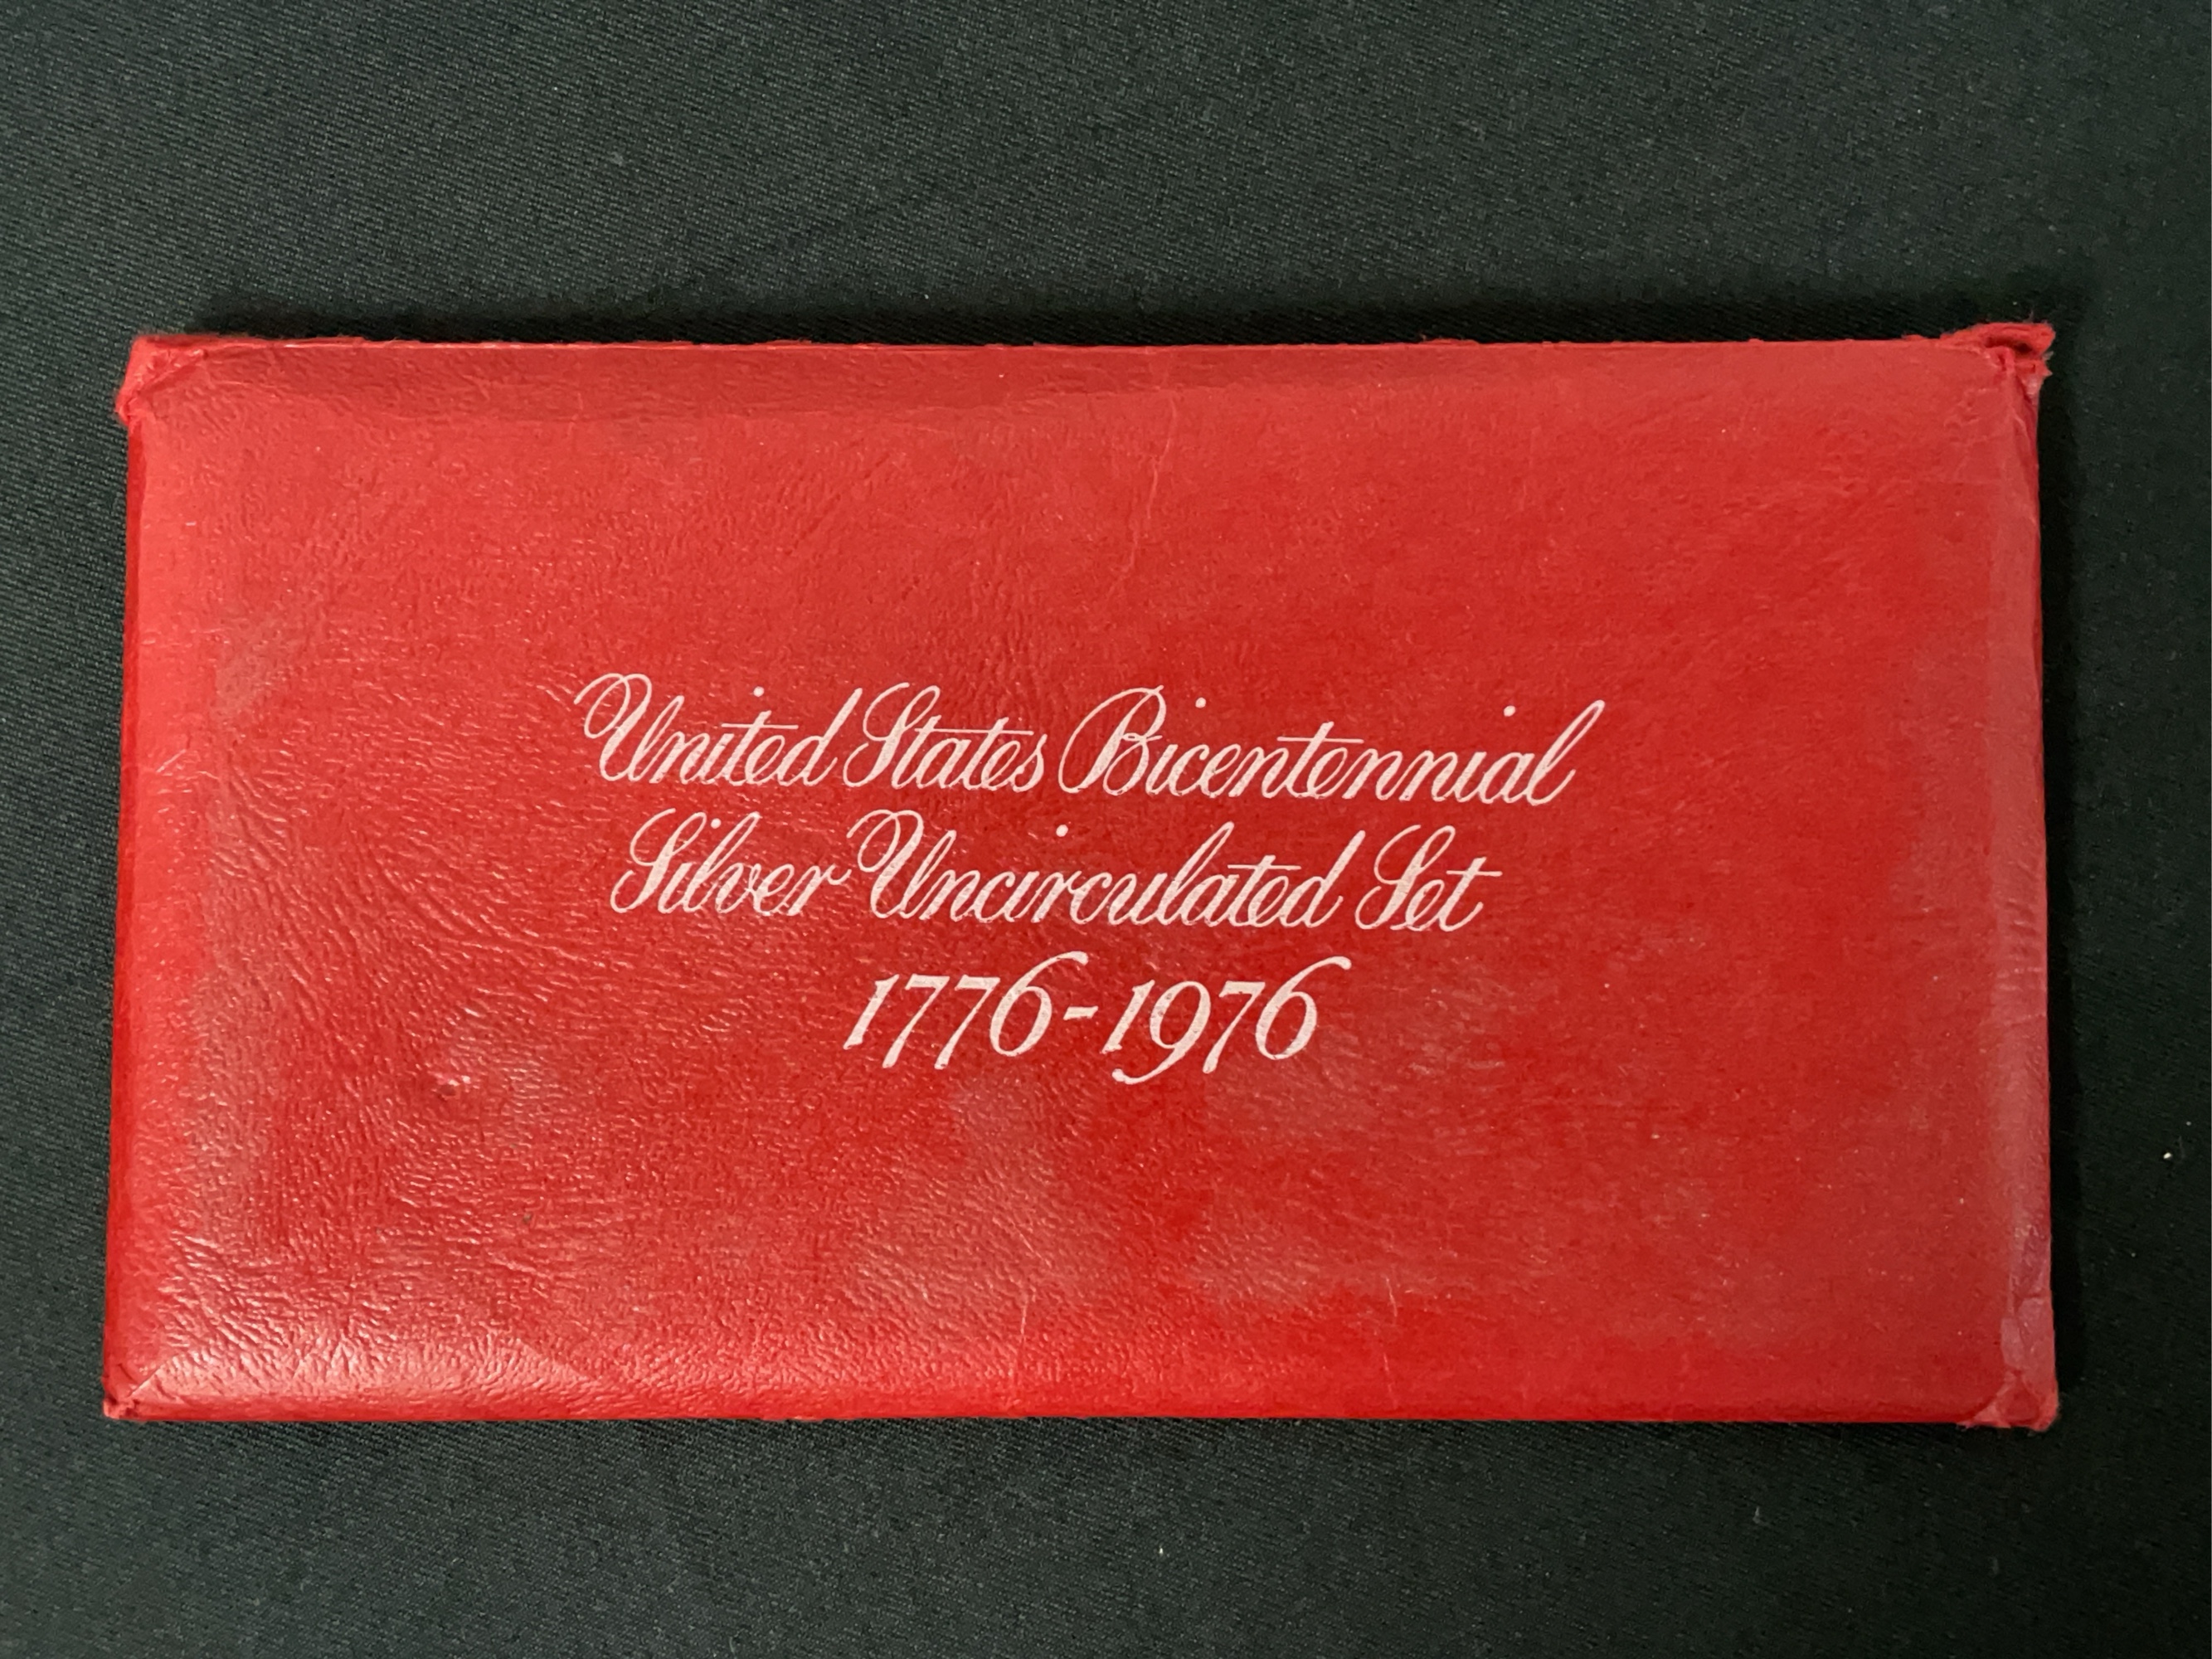 United States Bicentennial
Silver Uncirculated Set
1776-1976